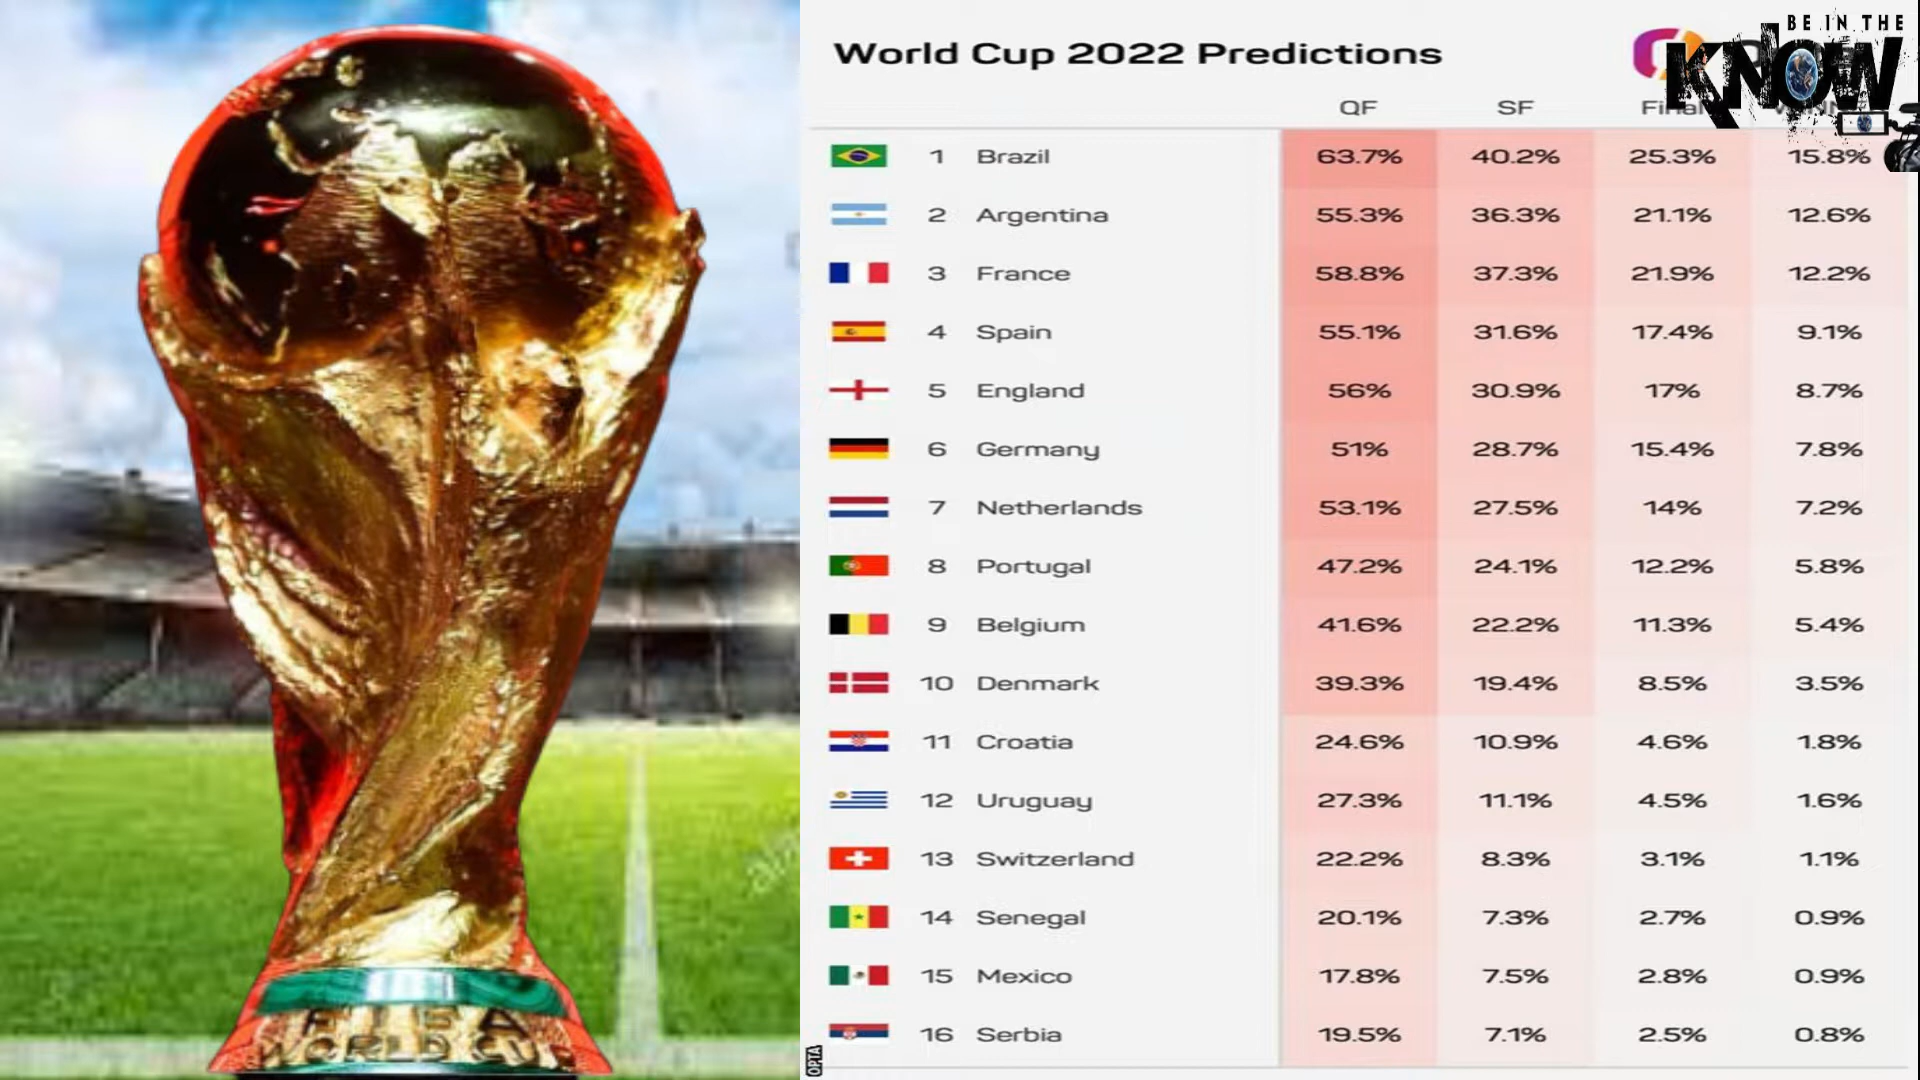 BE IN THE
KNOW
World Cup 2022 Predictions
QF SF Final
1 Brazil 63.7% 40.2% 25.3% 15.8%
2 Argentina 55.3% 36.3% 21.1% 12.6%
3 France 58.8% 37.3% 21.9% 12.2%
4 Spain 55.1% 31.6% 17.4% 9.1%
5 England 56% 30.9% 17% 8.7%
6 Germany 51% 28.7% 15.4% 7.8%
7 Netherlands 53.1% 27.5% 14% 7.2%
8 Portugal 47.2% 24.1% 12.2% 5.8%
9 Belgium 41.6% 22.2% 11.3% 5.4%
10 Denmark 39.3% 19.4% 8.5% 3.5%
11 Croatia 24.6% 10.9% 4.6% 1.8%
12 Uruguay 27.3% 11.1% 4.5% 1.6%
13 Switzerland 22.2% 8.3% 3.1% 1.1%
14 Senegal 20.1% 7.3% 2.7% 0.9%
15 Mexico 17.8% 7.5% 2.8% 0.9%
16 Serbia 19.5% 7.1% 2.5% 0.8%
OPTA
FIFA
WORLD CUP